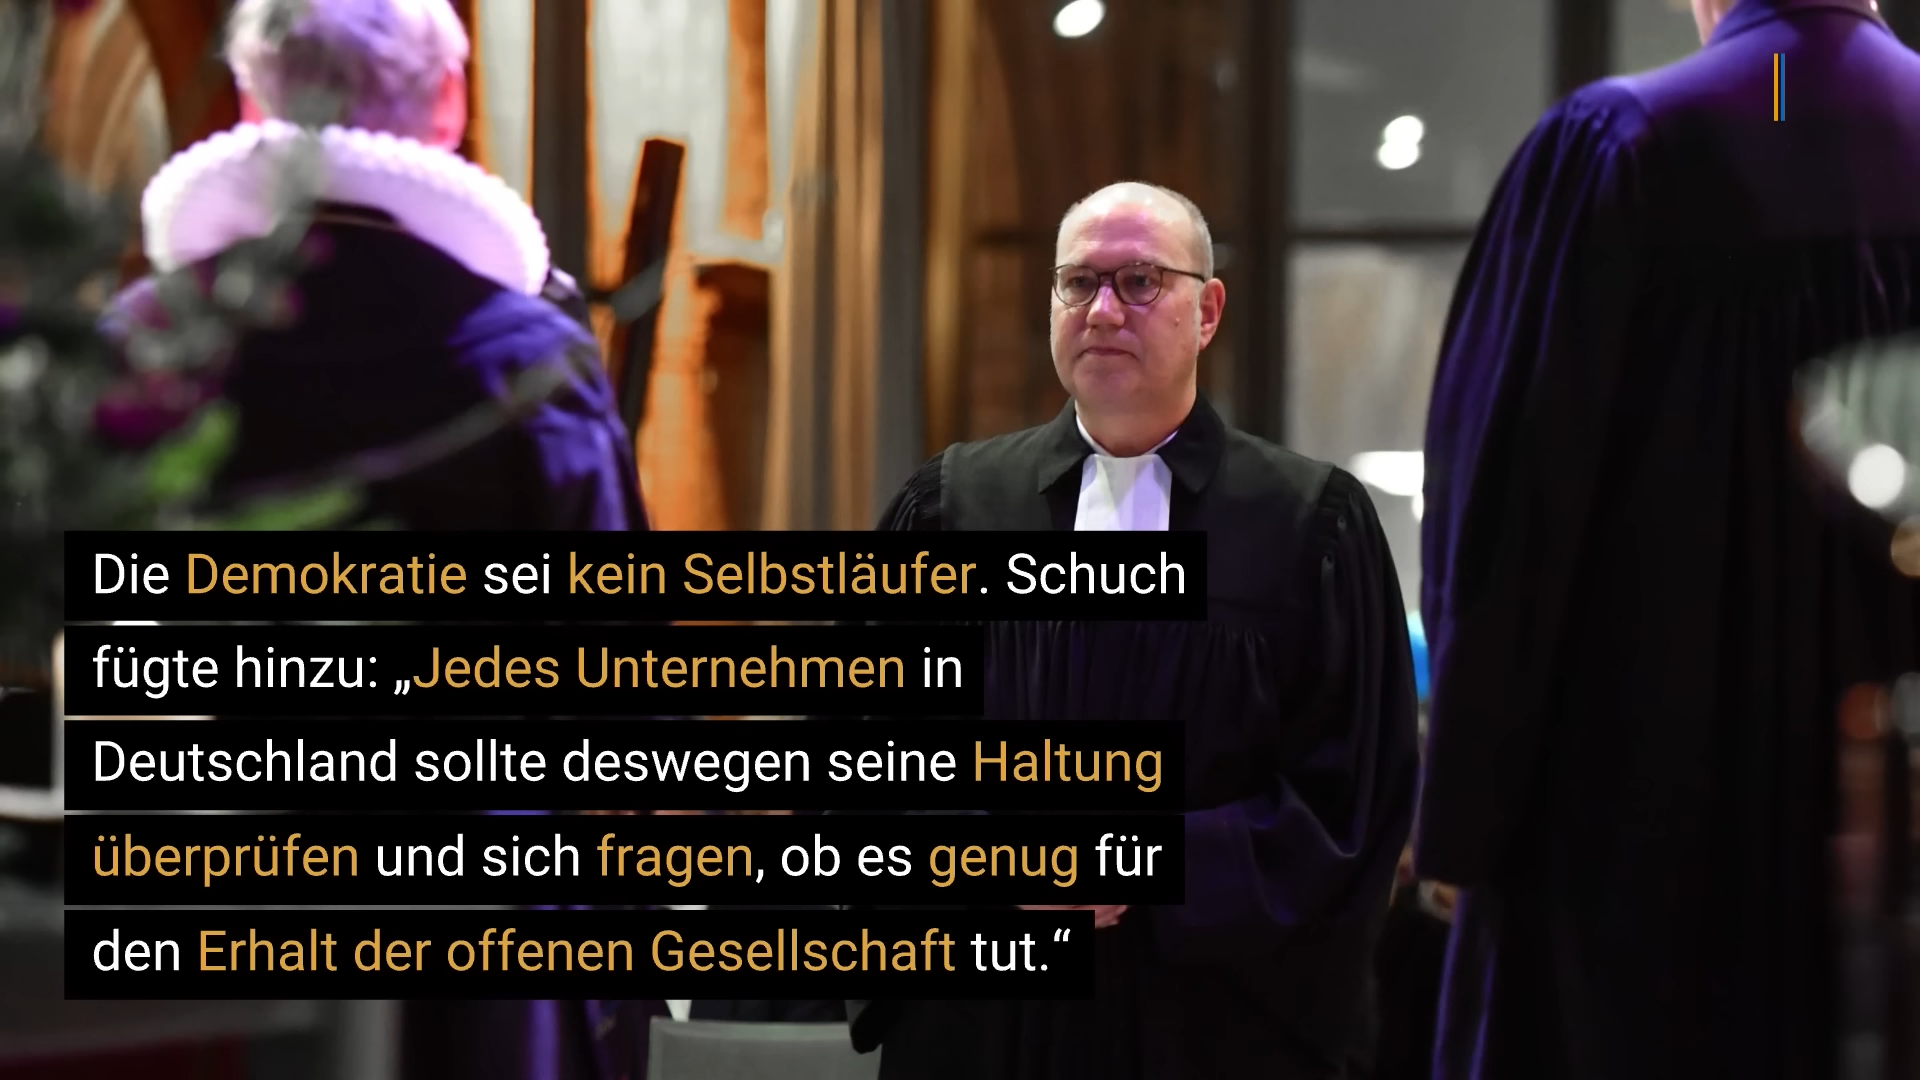 Die Demokratie sei kein Selbstläufer. Schuch
fügte hinzu: „Jedes Unternehmen in
Deutschland sollte deswegen seine Haltung
überprüfen und sich fragen, ob es genug für
den Erhalt der offenen Gesellschaft tut.“